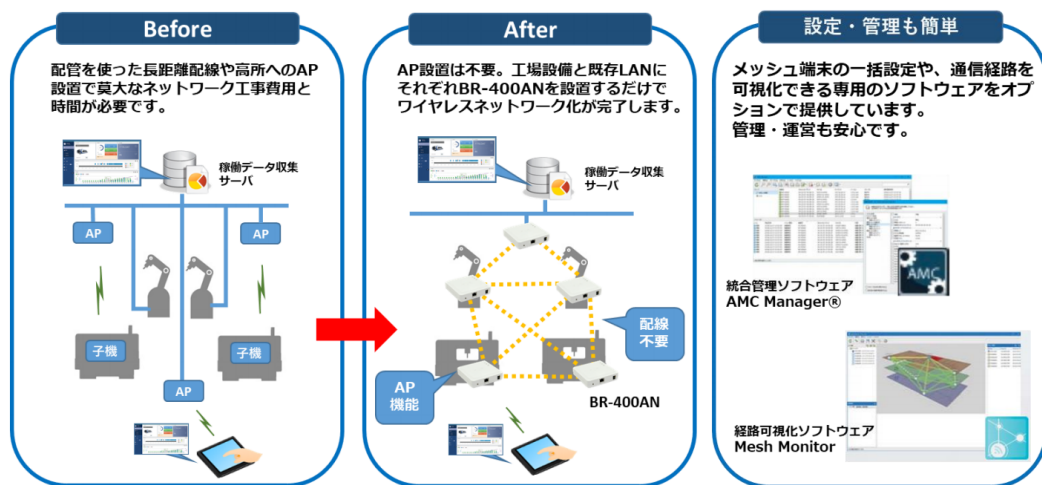 Before
配管を使った長距離配線や高所へのAP
設置で莫大なネットワーク工事費用と
時間が必要です。
稼働データ収集
サーバ
AP
AP
子機
子機
AP
After
AP設置は不要。工場設備と既存LANに
それぞれBR-400ANを設置するだけで
ワイヤレスネットワーク化が完了します。
稼働データ収集
サーバ
配線
不要
AP
機能
BR-400AN
設定・管理も簡単
メッシュ端末の一括設定や、通信経路を
可視化できる専用のソフトウェアをオプ
ションで提供しています。
管理・運営も安心です。
AMC
統合管理ソフトウェア
AMC Manager®
経路可視化ソフトウェア
Mesh Monitor